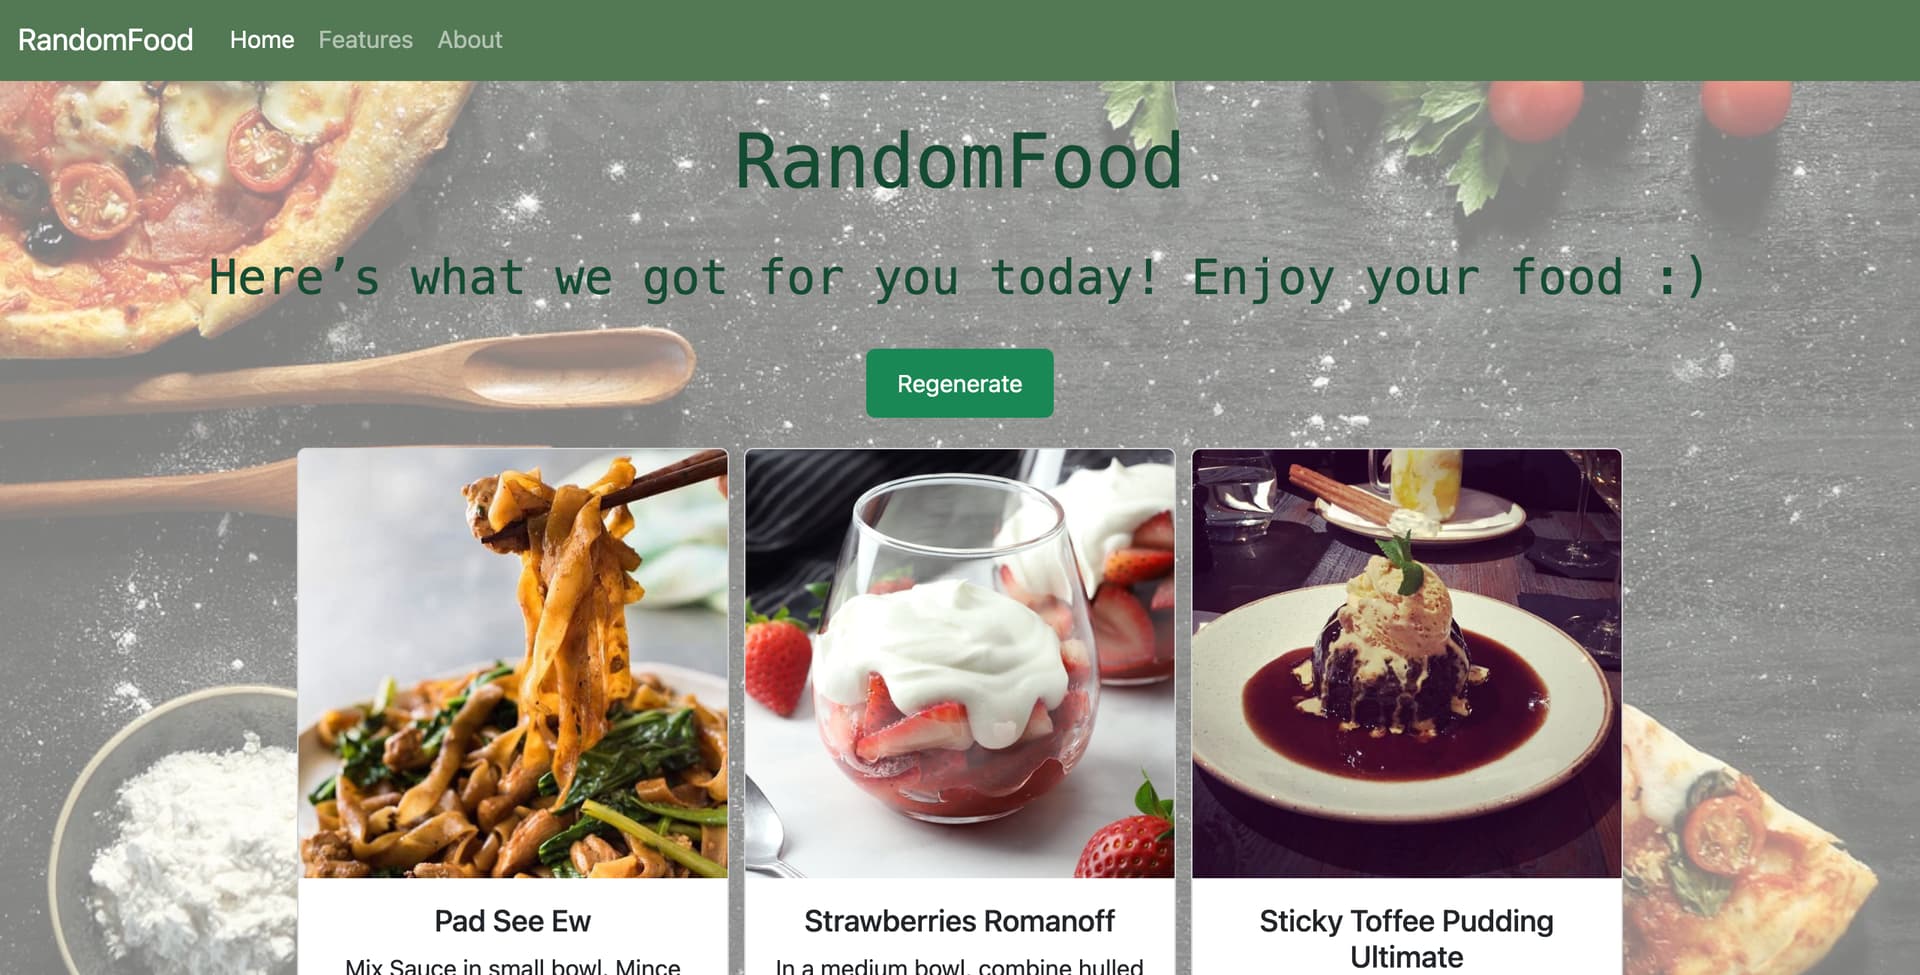 RandomFood Home Features About
RandomFood
Here’s what we got for you today! Enjoy your food :)
Regenerate
Pad See Ew
Mix Sauce in small bowl. Mince
Strawberries Romanoff
In a medium bowl, combine hulled
Sticky Toffee Pudding
Ultimate